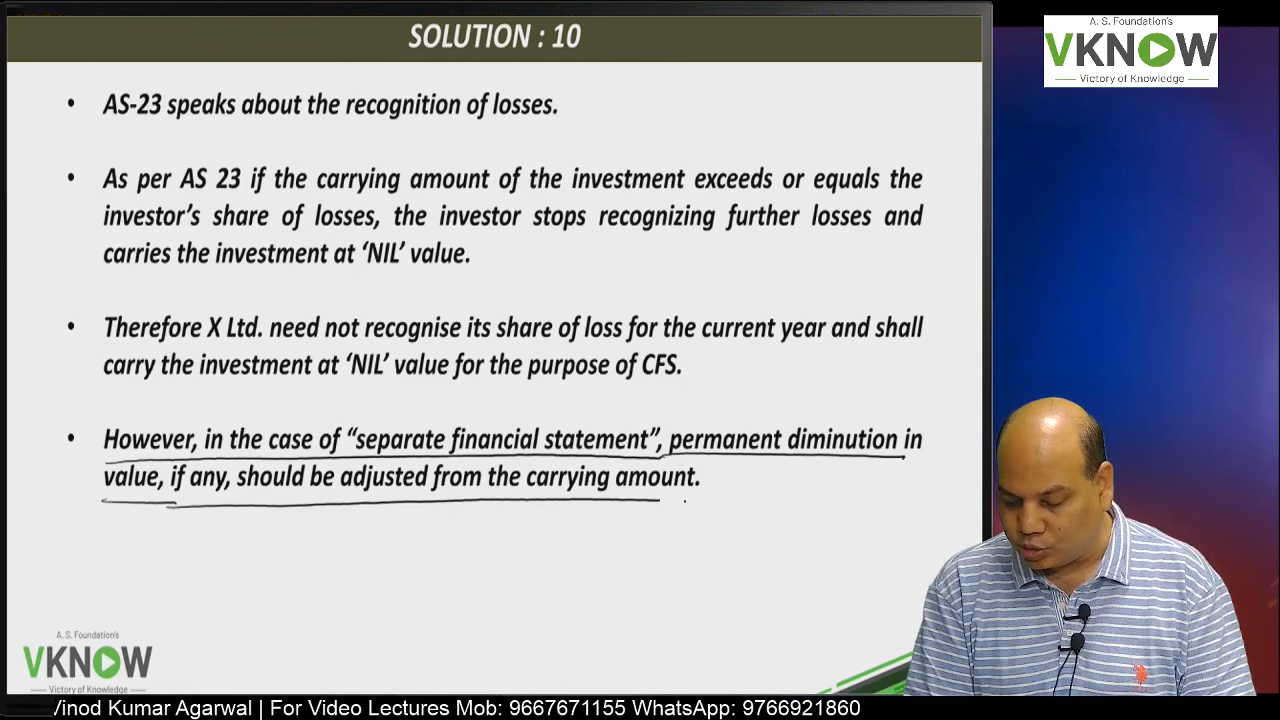 SOLUTION : 10
A. S. Foundation's
VKNOW
Victory of Knowledge
• AS-23 speaks about the recognition of losses.
• As per AS 23 if the carrying amount of the investment exceeds or equals the
investor's share of losses, the investor stops recognizing further losses and
carries the investment at ‘NIL’ value.
• Therefore X Ltd. need not recognise its share of loss for the current year and shall
carry the investment at ‘NIL’ value for the purpose of CFS.
• However, in the case of “separate financial statement”, permanent diminution in
value, if any, should be adjusted from the carrying amount.
A. S. Foundation's
VKNOW
Victory of Knowledge
Vinod Kumar Agarwal | For Video Lectures Mob: 9667671155 WhatsApp: 9766921860